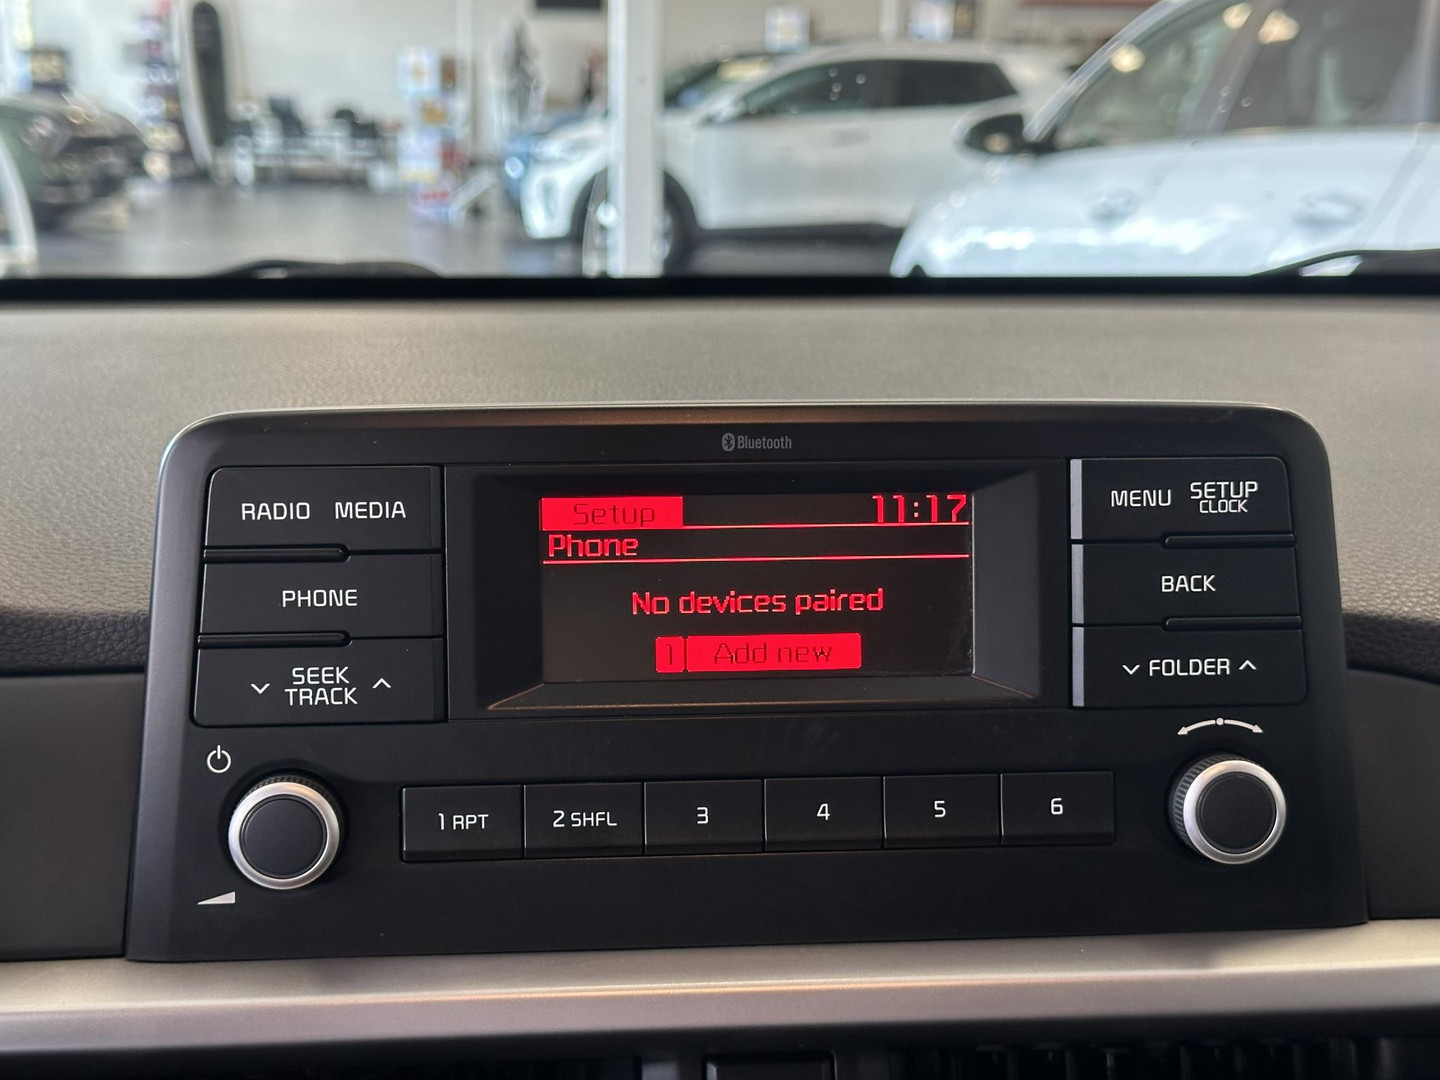 Bluetooth
RADIO MEDIA
PHONE
SEEK
TRACK
Setup 11:17
Phone
No devices paired
1 Add new
MENU SETUP
CLOCK
BACK
FOLDER
1 RPT 2 SHFL 3 4 5 6